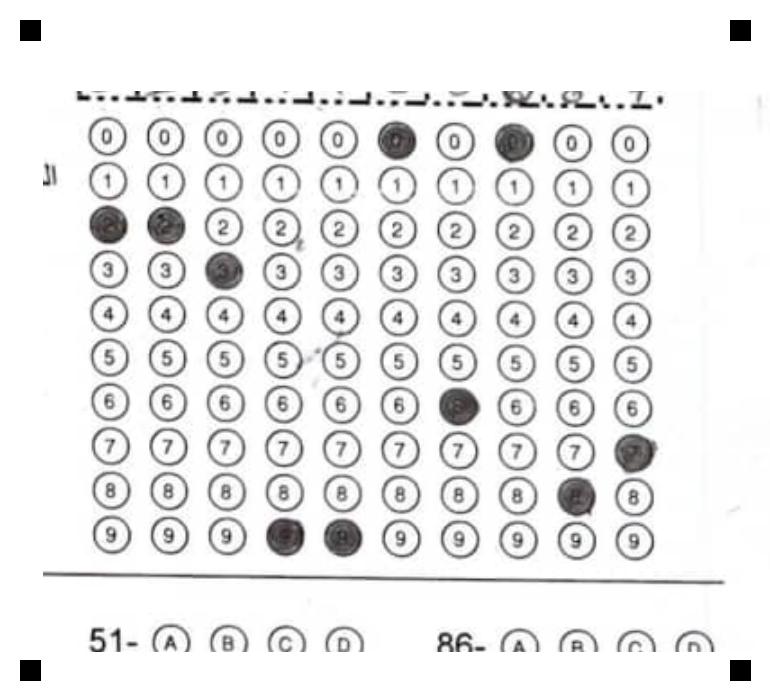 0 0 0 0 0 0 0 0 0 0
1 1 1 1 1 1 1 1 1 1
2 2 2 2 2 2 2 2 2 2
3 3 3 3 3 3 3 3 3 3
4 4 4 4 4 4 4 4 4 4
5 5 5 5 5 5 5 5 5 5
6 6 6 6 6 6 6 6 6 6
7 7 7 7 7 7 7 7 7
8 8 8 8 8 8 8 8 8 8
9 9 9 9 9 9 9 9
51- A B C D 86- A B C D